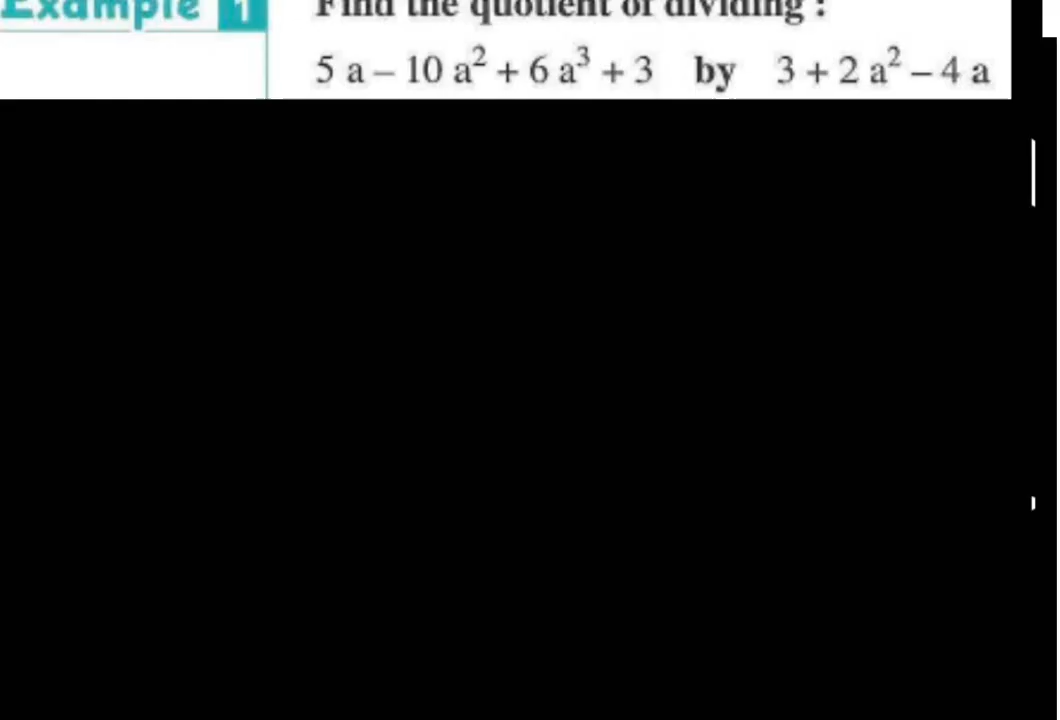 Example 1 Find the quotient of dividing :
5 a – 10 a² + 6 a³ + 3 by 3 + 2 a² – 4 a